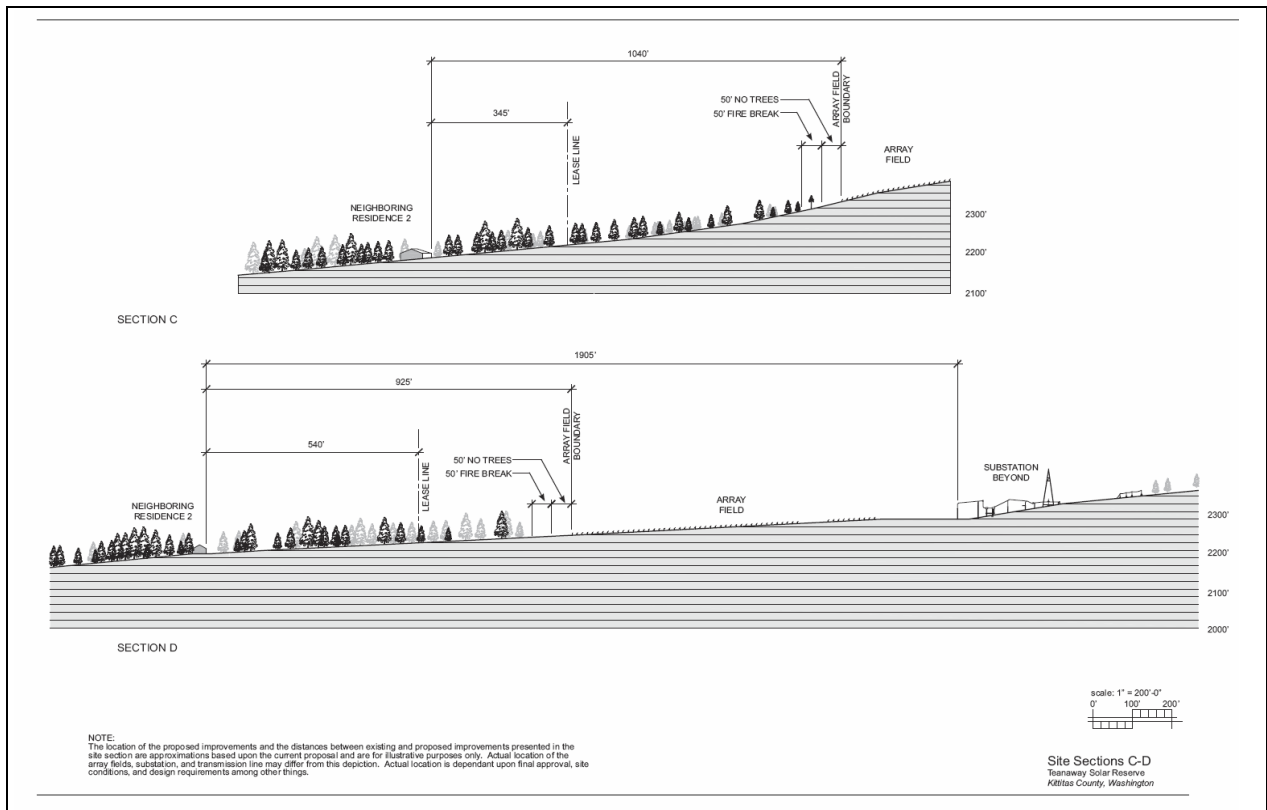 1040'
50' NO TREES
50' FIRE BREAK
ARRAY FIELD
BOUNDARY
345'
LEASE LINE
ARRAY
FIELD
NEIGHBORING
RESIDENCE 2
2300'
2200'
2100'
SECTION C
1905'
925'
ARRAY FIELD
BOUNDARY
540'
LEASE LINE
50' NO TREES
50' FIRE BREAK
SUBSTATION
BEYOND
NEIGHBORING
RESIDENCE 2
ARRAY
FIELD
2300'
2200'
2100'
2000'
SECTION D
scale: 1" = 200'-0"
0' 100' 200'
NOTE:
The location of the proposed improvements and the distances between existing and proposed improvements presented in the
site section are approximations based upon the current proposal and are for illustrative purposes only. Actual location of the
array fields, substation, and transmission line may differ from this depiction. Actual location is dependant upon final approval, site
conditions, and design requirements among other things.
Site Sections C-D
Teanaway Solar Reserve
Kittitas County, Washington